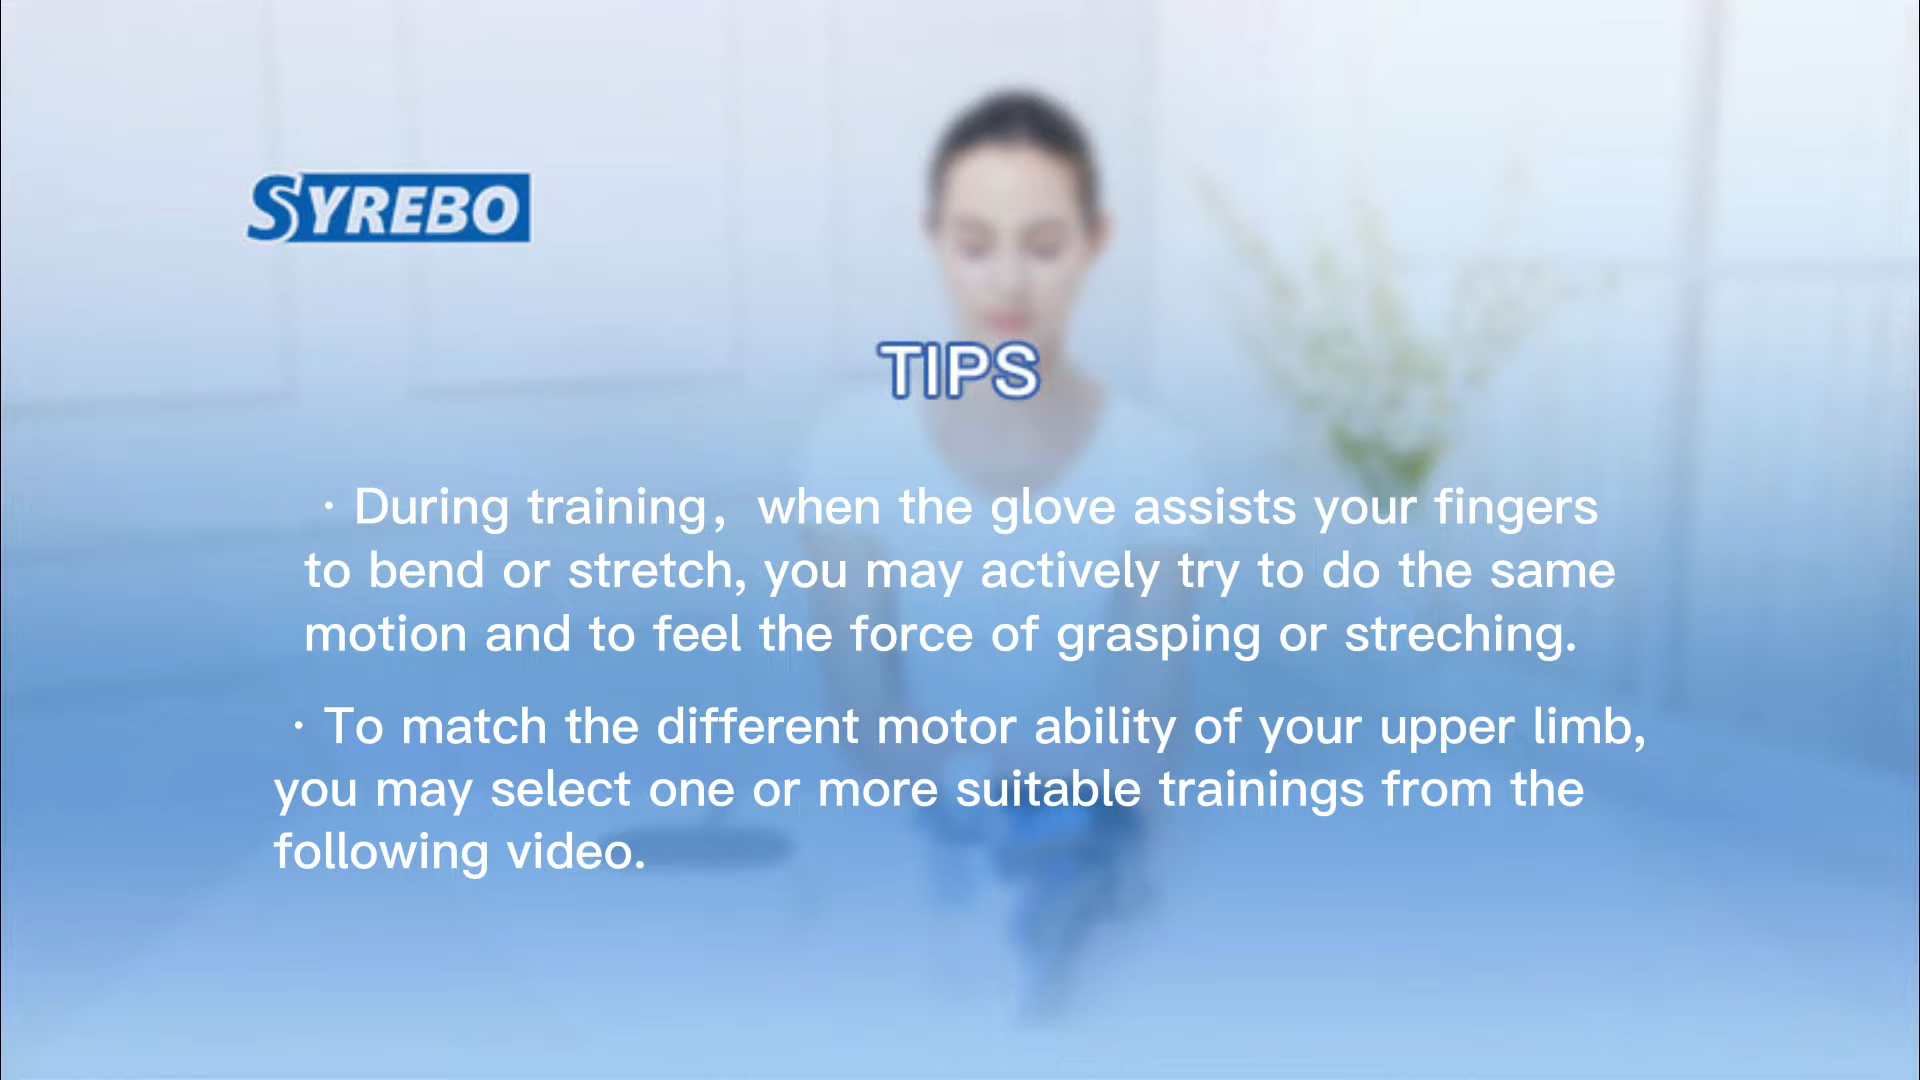 SYREBO
TIPS
· During training，when the glove assists your fingers
to bend or stretch, you may actively try to do the same
motion and to feel the force of grasping or streching.
· To match the different motor ability of your upper limb,
you may select one or more suitable trainings from the
following video.